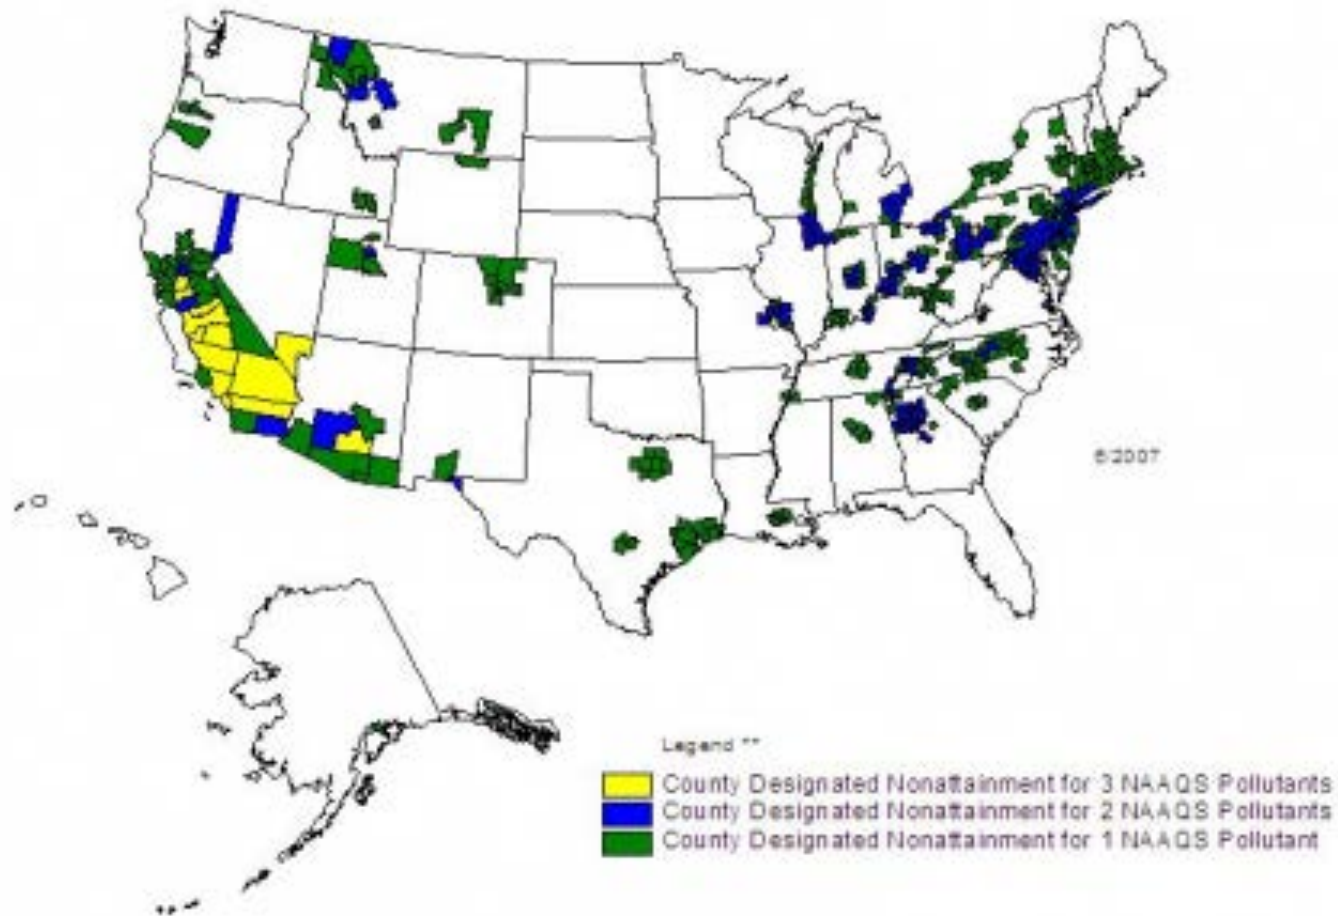 6/2007
Legend **
County Designated Nonattainment for 3 NAAQS Pollutants
County Designated Nonattainment for 2 NAAQS Pollutants
County Designated Nonattainment for 1 NAAQS Pollutant